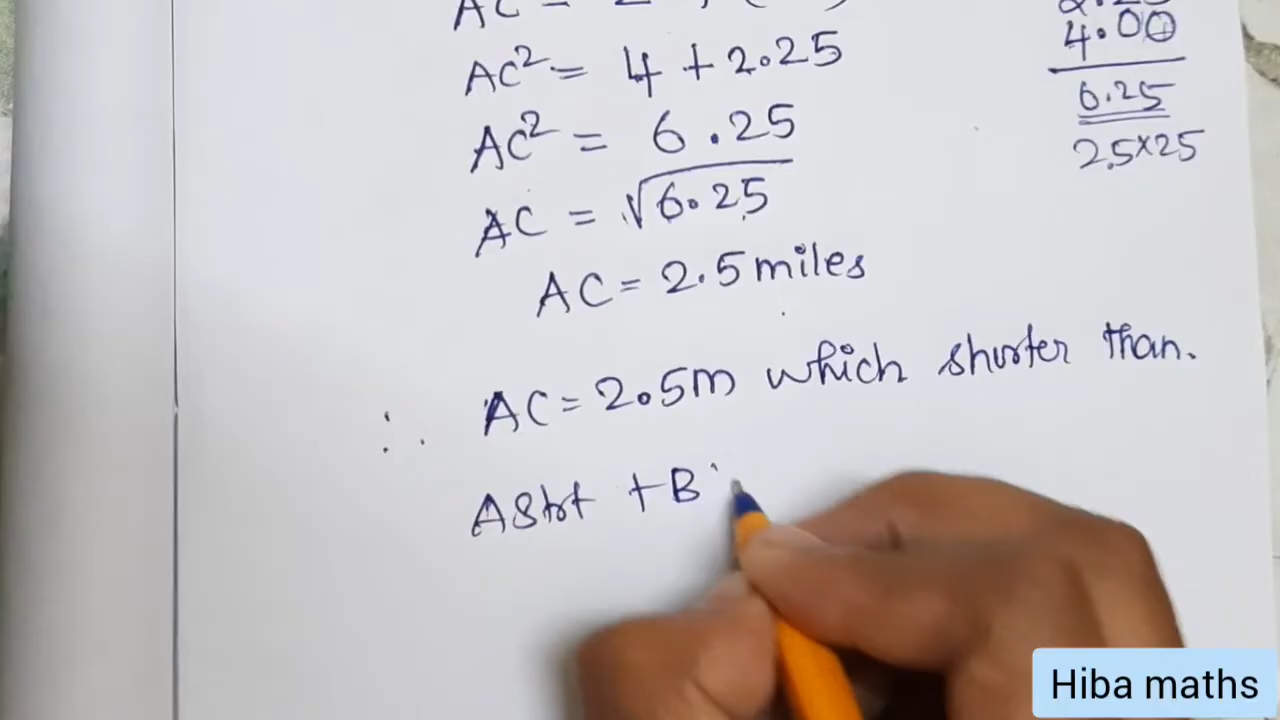 AC² = 4 + 2.25
AC² = 6.25
AC = √6.25
AC = 2.5 miles
∴ AC = 2.5m which shorter than.
+ B
4.00
6.25
2.5×25
Hiba maths